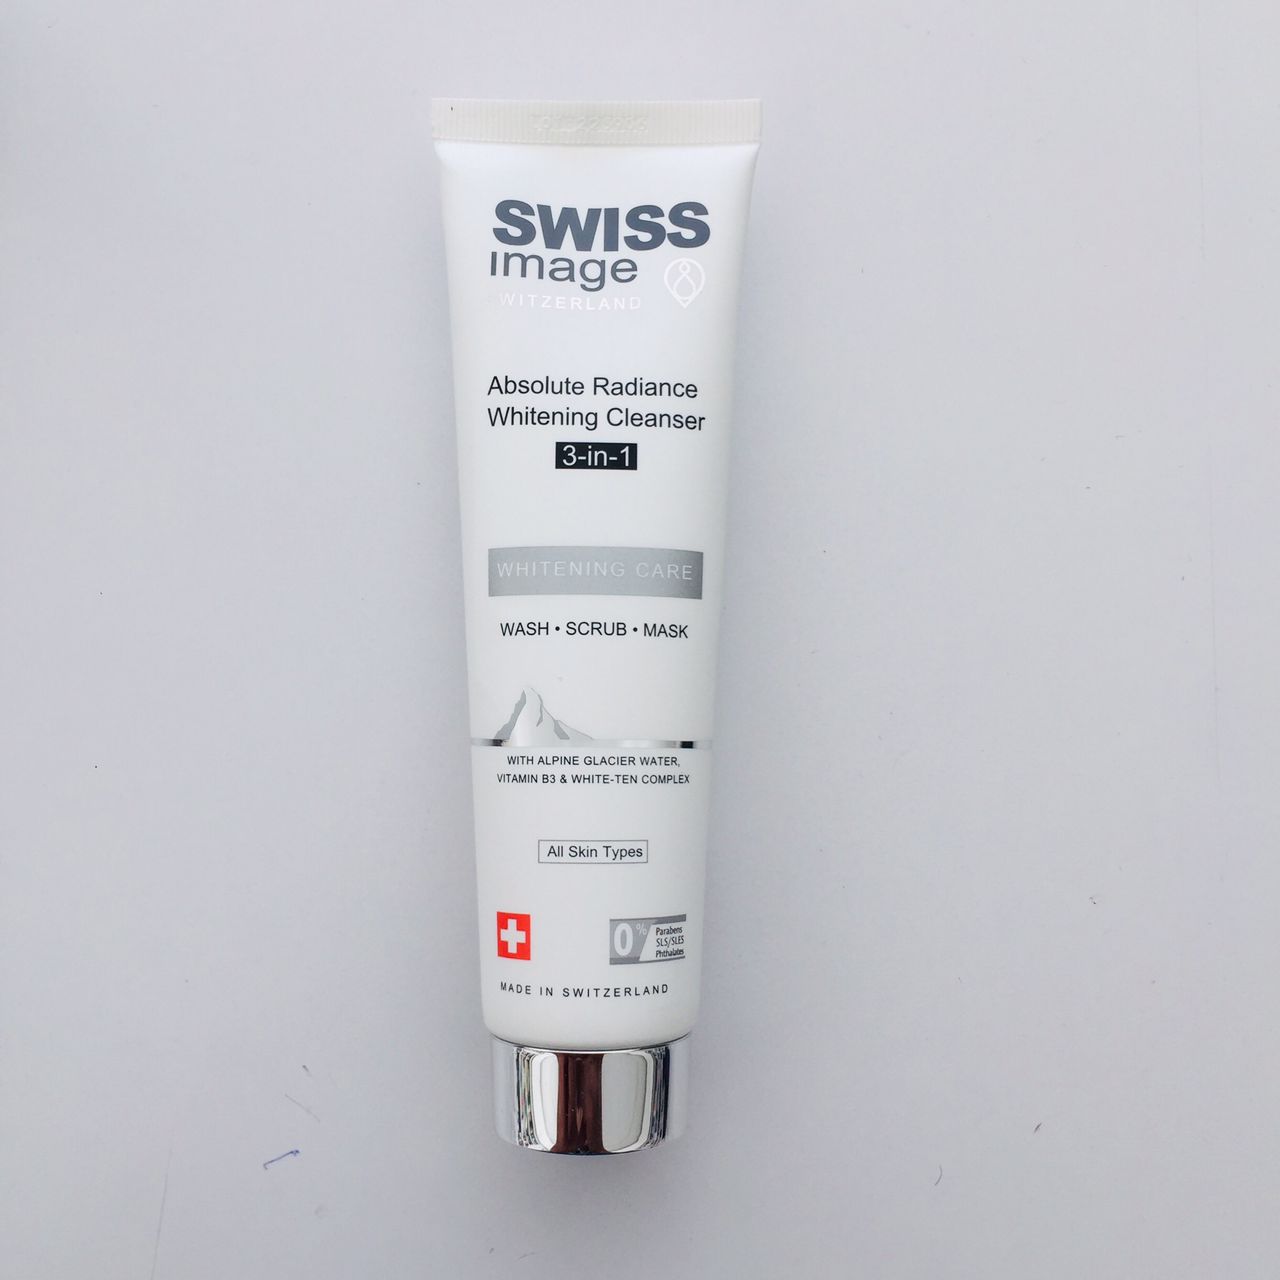 SWISS
image
SWITZERLAND
Absolute Radiance
Whitening Cleanser
3-in-1
WHITENING CARE
WASH • SCRUB • MASK
WITH ALPINE GLACIER WATER,
VITAMIN B3 & WHITE-TEN COMPLEX
All Skin Types
0% Parabens
SLS/SLES
Phthalates
MADE IN SWITZERLAND